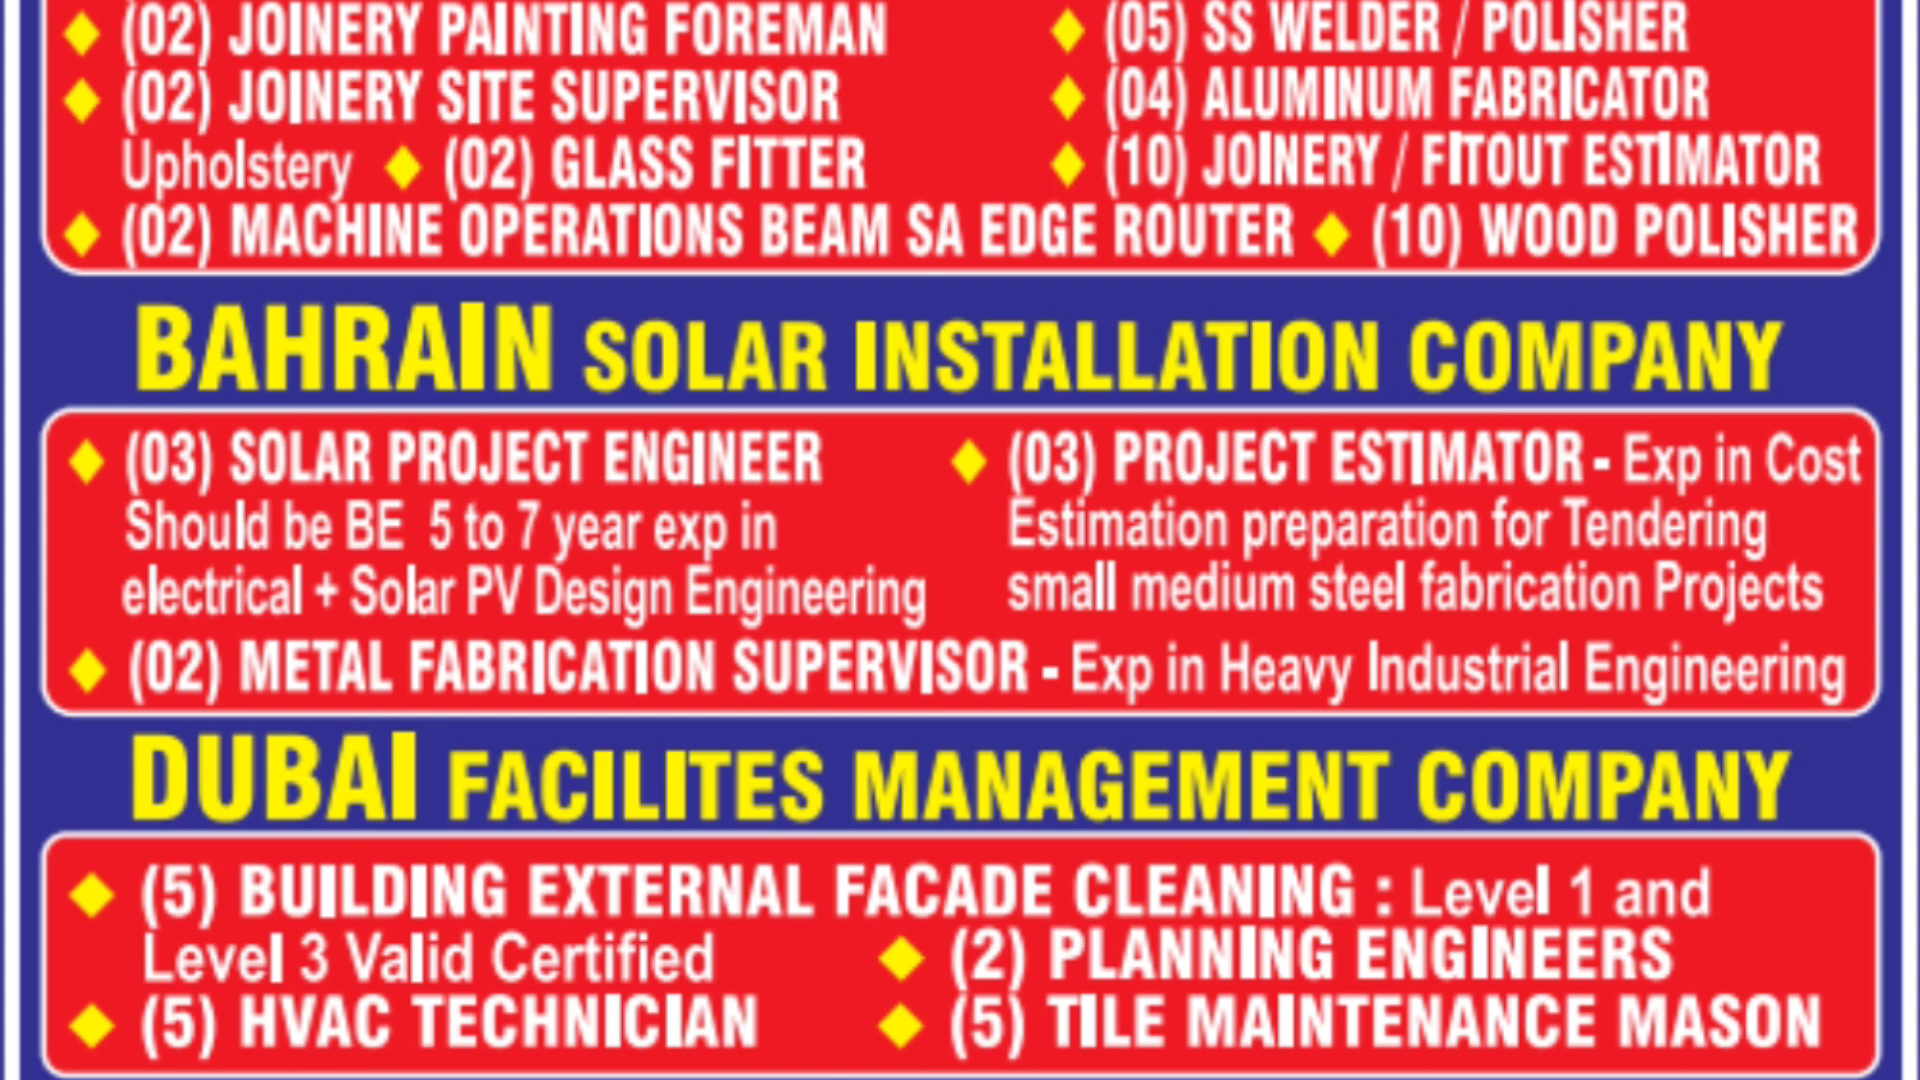 (02) JOINERY PAINTING FOREMAN
(02) JOINERY SITE SUPERVISOR
Upholstery (02) GLASS FITTER
(05) SS WELDER / POLISHER
(04) ALUMINUM FABRICATOR
(10) JOINERY / FITOUT ESTIMATOR
(02) MACHINE OPERATIONS BEAM SA EDGE ROUTER (10) WOOD POLISHER
BAHRAIN SOLAR INSTALLATION COMPANY
(03) SOLAR PROJECT ENGINEER
Should be BE 5 to 7 year exp in
electrical + Solar PV Design Engineering
(03) PROJECT ESTIMATOR - Exp in Cost
Estimation preparation for Tendering
small medium steel fabrication Projects
(02) METAL FABRICATION SUPERVISOR - Exp in Heavy Industrial Engineering
DUBAI FACILITES MANAGEMENT COMPANY
(5) BUILDING EXTERNAL FACADE CLEANING : Level 1 and
Level 3 Valid Certified (2) PLANNING ENGINEERS
(5) HVAC TECHNICIAN (5) TILE MAINTENANCE MASON